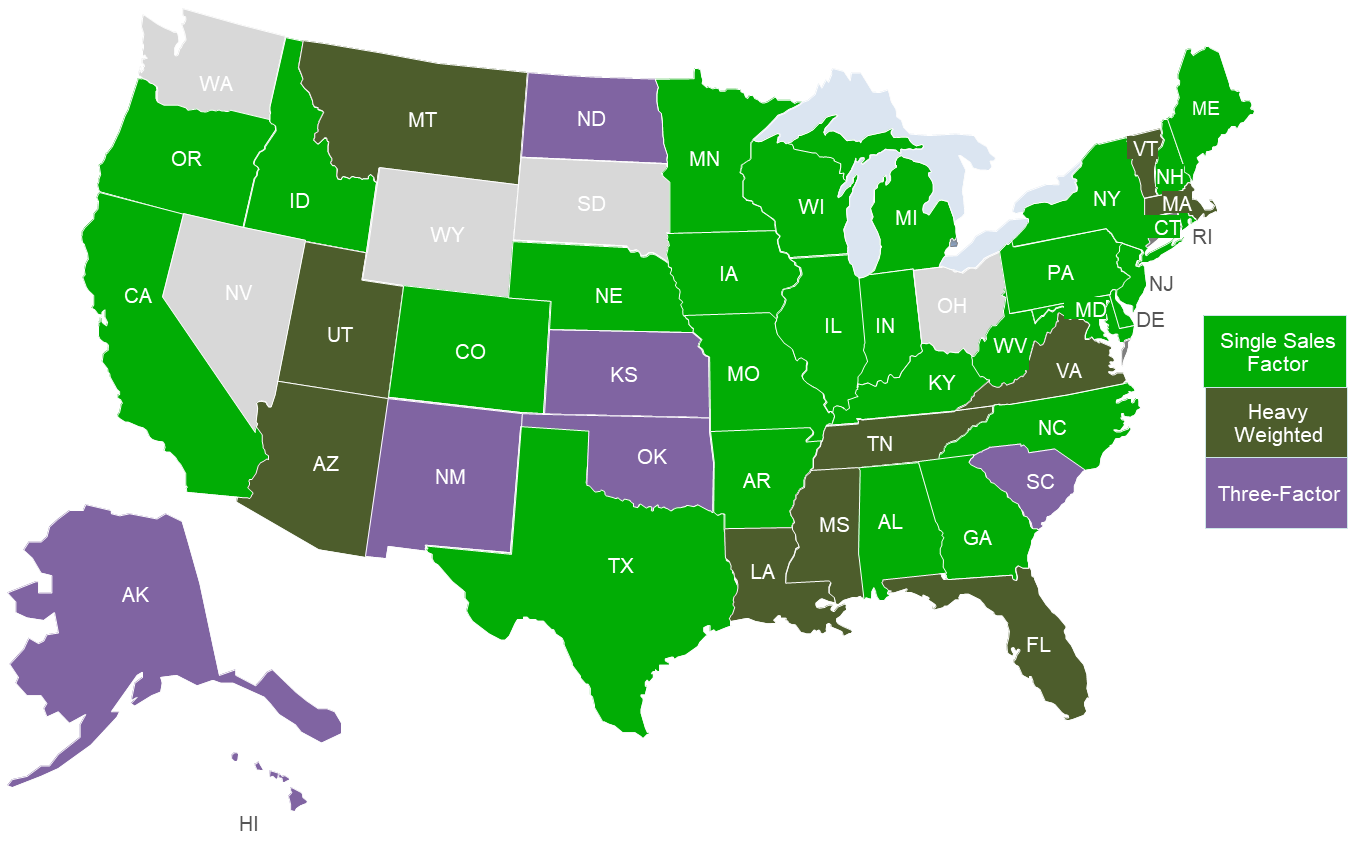 WA
MT
ND
ME
OR
MN
VT
ID
SD
WI
MI
NY
NH
MA
WY
CT
RI
IA
PA
NV
CA
NE
OH
NJ
UT
CO
IL
IN
MD
DE
WV
KS
MO
KY
VA
Single Sales
Factor
AZ
NM
OK
AR
TN
NC
SC
Heavy
Weighted
MS
AL
GA
Three-Factor
TX
LA
AK
FL
HI